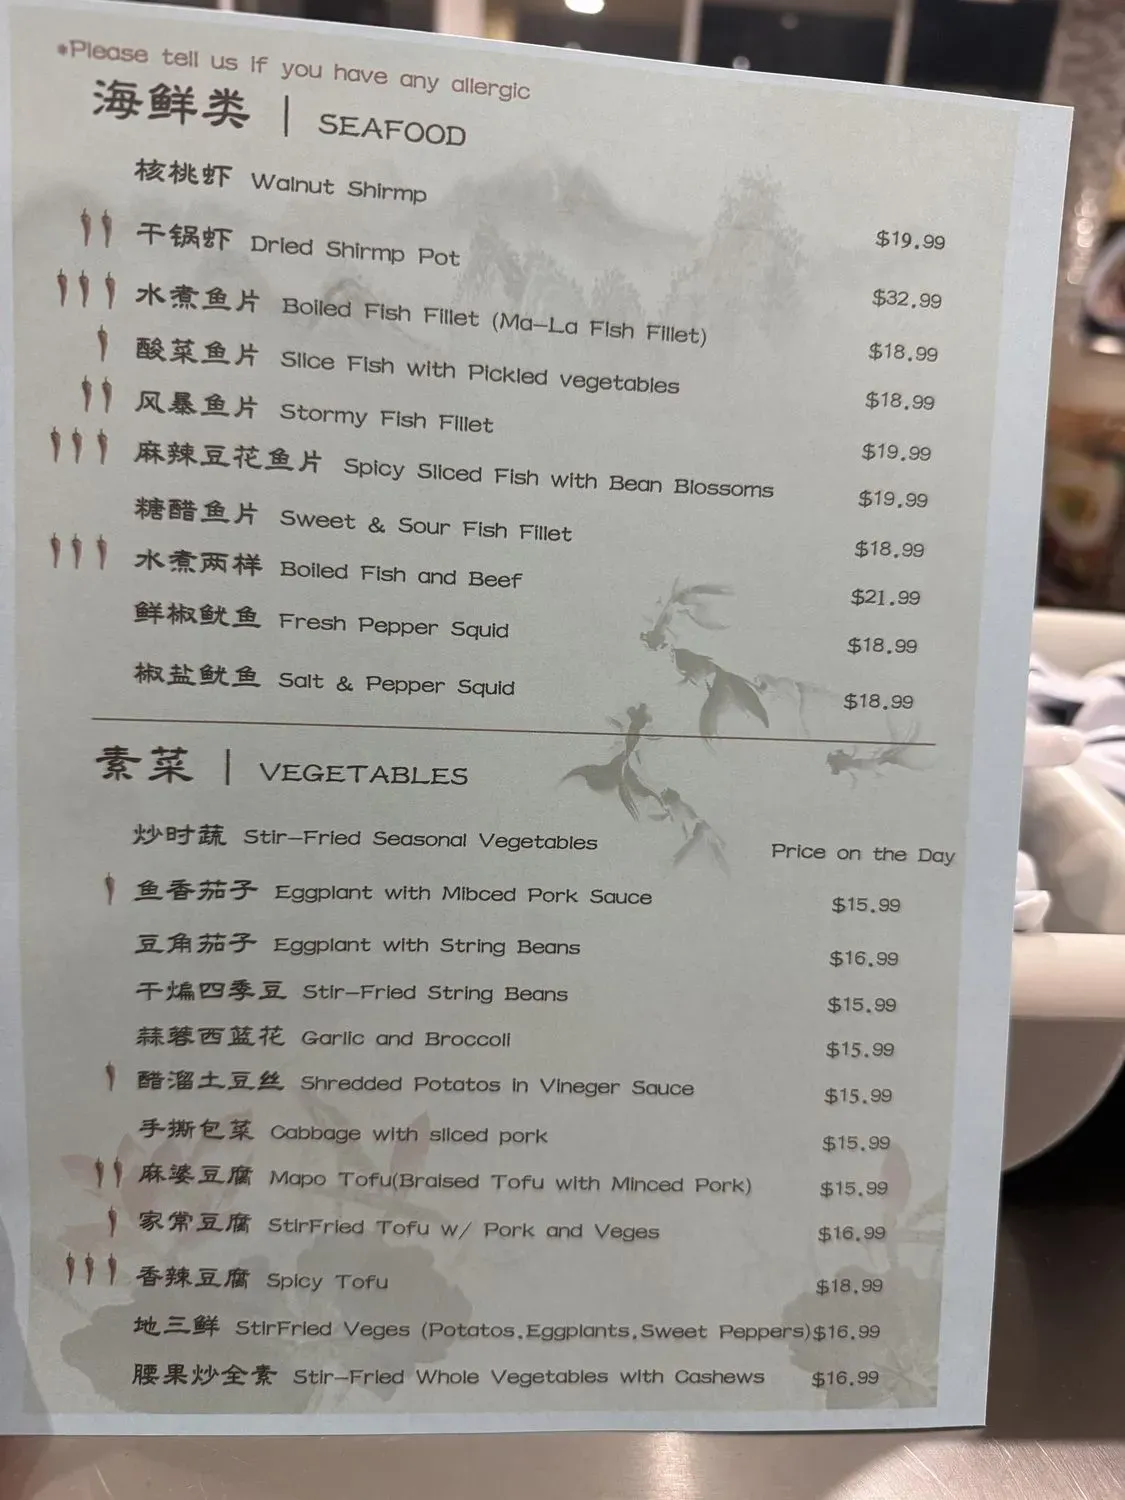 *Please tell us if you have any allergic
海鲜类 | SEAFOOD
核桃虾 Walnut Shirmp $19.99
干锅虾 Dried Shirmp Pot $32.99
水煮鱼片 Boiled Fish Fillet (Ma-La Fish Fillet) $18.99
酸菜鱼片 Slice Fish with Pickled vegetables $18.99
风暴鱼片 Stormy Fish Fillet $19.99
麻辣豆花鱼片 Spicy Sliced Fish with Bean Blossoms $19.99
糖醋鱼片 Sweet & Sour Fish Fillet $18.99
水煮两样 Boiled Fish and Beef $21.99
鲜椒鱿鱼 Fresh Pepper Squid $18.99
椒盐鱿鱼 Salt & Pepper Squid $18.99
素菜 | VEGETABLES
炒时蔬 Stir-Fried Seasonal Vegetables Price on the Day
鱼香茄子 Eggplant with Mibced Pork Sauce $15.99
豆角茄子 Eggplant with String Beans $16.99
干煸四季豆 Stir-Fried String Beans $15.99
蒜蓉西蓝花 Garlic and Broccoli $15.99
醋溜土豆丝 Shredded Potatos in Vineger Sauce $15.99
手撕包菜 Cabbage with sliced pork $15.99
麻婆豆腐 Mapo Tofu(Braised Tofu with Minced Pork) $15.99
家常豆腐 StirFried Tofu w/ Pork and Veges $16.99
香辣豆腐 Spicy Tofu $18.99
地三鲜 StirFried Veges (Potatos,Eggplants,Sweet Peppers)$16.99
腰果炒全素 Stir-Fried Whole Vegetables with Cashews $16.99